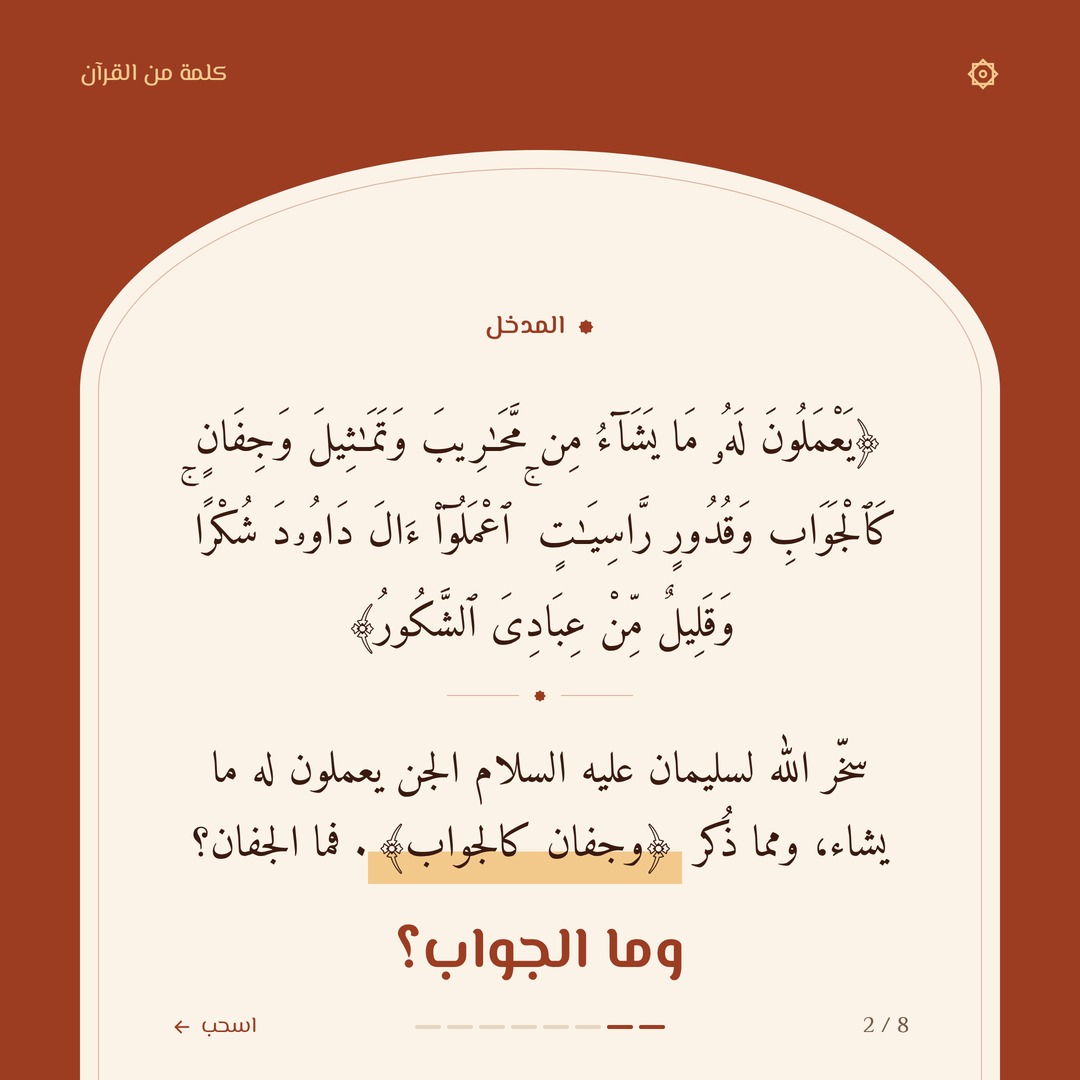 كلمة من القرآن
المدخل
﴿يَعْمَلُونَ لَهُۥ مَا يَشَآءُ مِن مَّحَـٰرِيبَ وَتَمَـٰثِيلَ وَجِفَانٍۢ
كَٱلْجَوَابِ وَقُدُورٍۢ رَّاسِيَـٰتٍ ۚ ٱعْمَلُوٓا۟ ءَالَ دَاوُۥدَ شُكْرًۭا ۚ
وَقَلِيلٌۭ مِّنْ عِبَادِىَ ٱلشَّكُورُ﴾
سخّر الله لسليمان عليه السلام الجن يعملون له ما
يشاء، ومما ذُكر ﴿وجفان كالجواب﴾ . فما الجفان؟
وما الجواب؟
2 / 8
اسحب ←